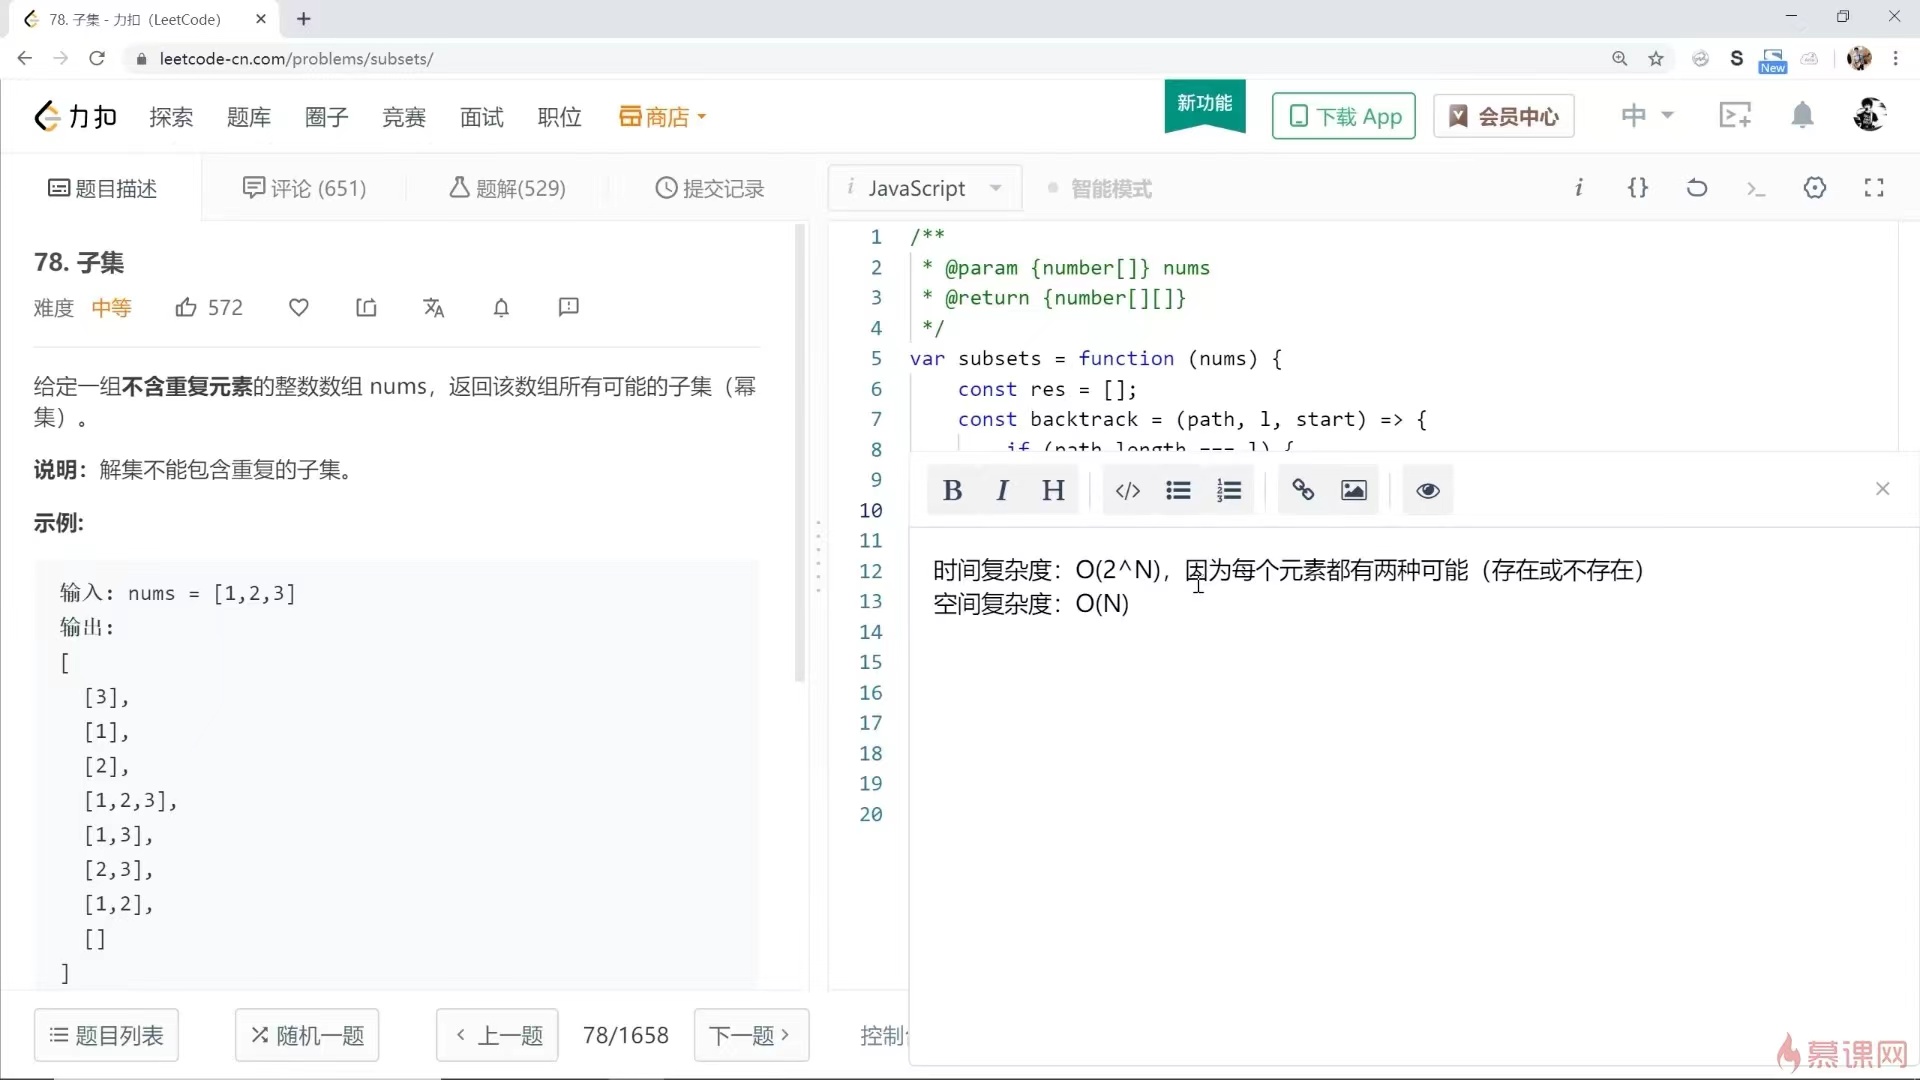 78. 子集 - 力扣（LeetCode）
leetcode-cn.com/problems/subsets/
New
力扣 探索 题库 圈子 竞赛 面试 职位 商店
新功能
下载 App
会员中心
中
题目描述 评论 (651) 题解(529) 提交记录
i JavaScript 智能模式
78. 子集
难度 中等 572
给定一组不含重复元素的整数数组 nums，返回该数组所有可能的子集（幂
集）。
说明：解集不能包含重复的子集。
示例:
输入: nums = [1,2,3]
输出:
[
[3],
[1],
[2],
[1,2,3],
[1,3],
[2,3],
[1,2],
[]
]
题目列表 随机一题 上一题 78/1658 下一题
1 /**
2 * @param {number[]} nums
3 * @return {number[][]}
4 */
5 var subsets = function (nums) {
6 const res = [];
7 const backtrack = (path, l, start) => {
8 if (path.length === l) {
9
10
11
12
13
14
15
16
17
18
19
20
B I H
时间复杂度：O(2^N)，因为每个元素都有两种可能（存在或不存在）
空间复杂度：O(N)
控制
慕课网